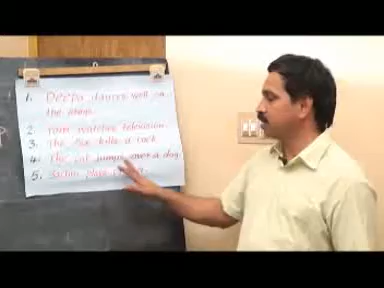 1. Deepa dances well on
the stage.
2. Ram watches television.
3. The fox kills a cock.
4. The cat jumps over a dog.
5. Sachin plays
P